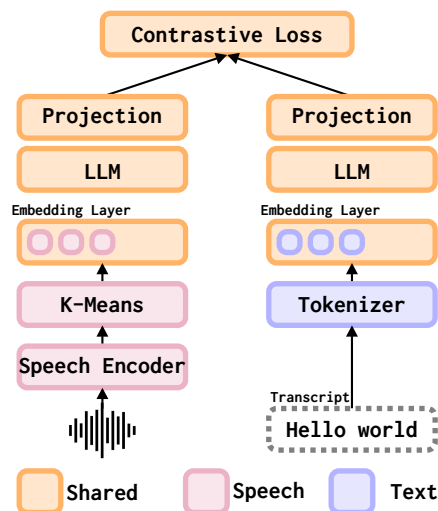 Contrastive Loss
Projection Projection
LLM LLM
Embedding Layer Embedding Layer
K-Means Tokenizer
Speech Encoder
Transcript
Hello world
Shared Speech Text